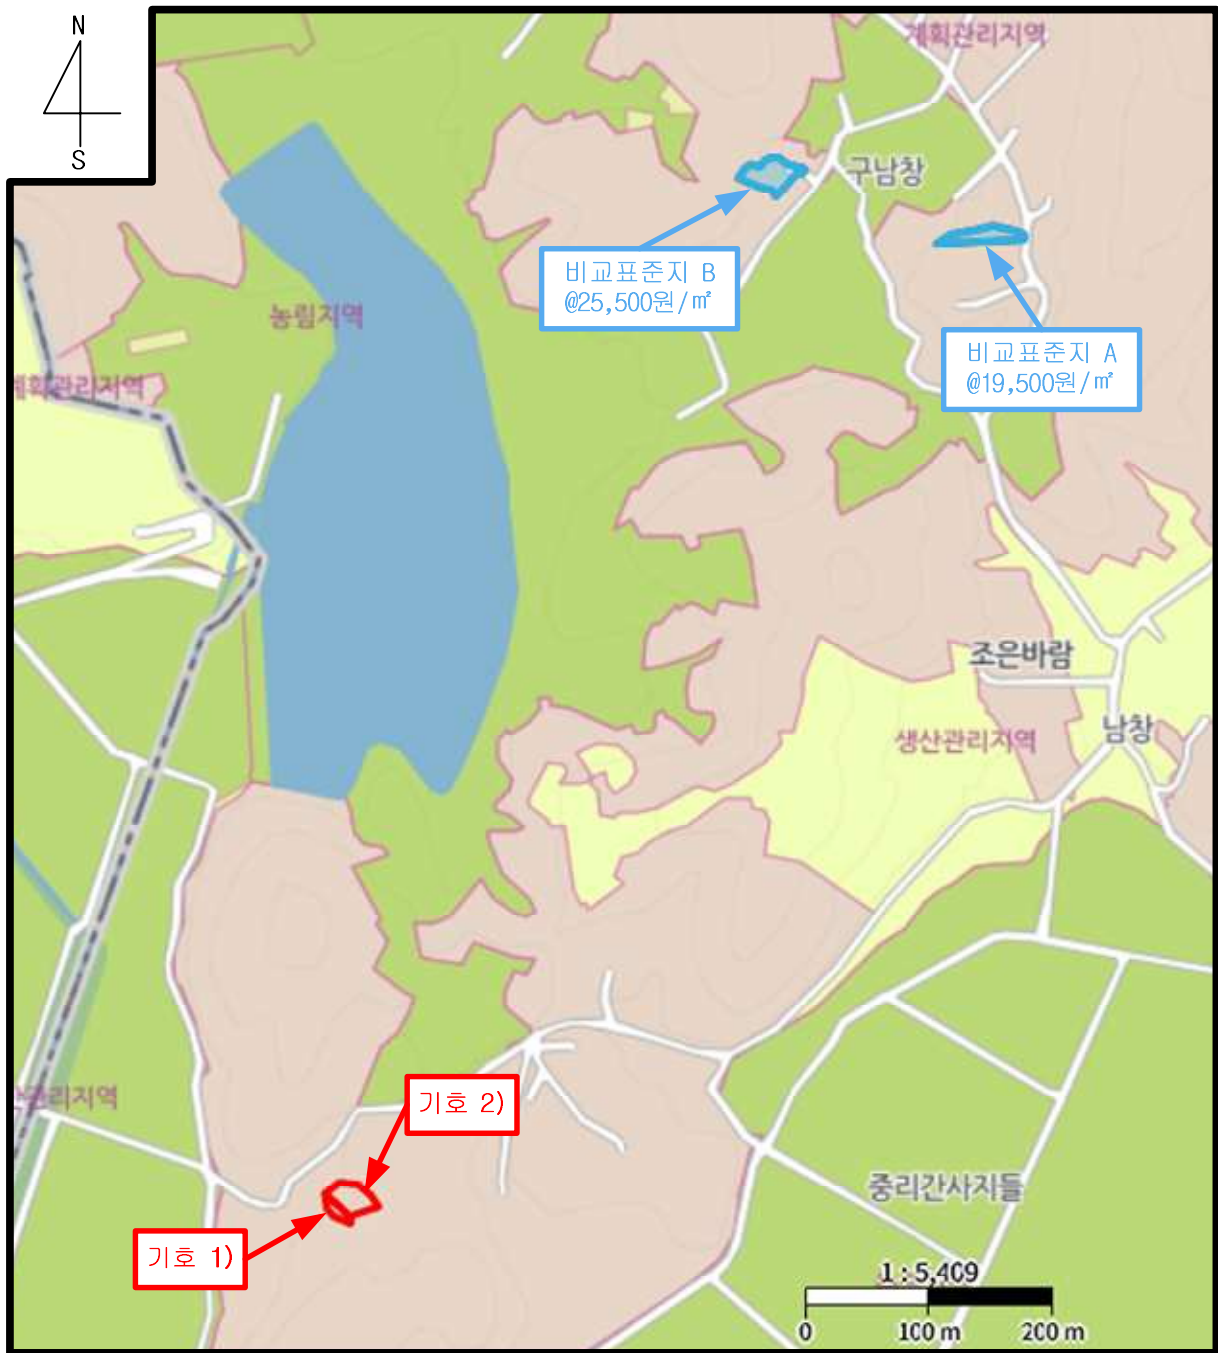 N
S
계획관리지역
구남창
비교표준지 B
@25,500원/㎡
농림지역
비교표준지 A
@19,500원/㎡
계획관리지역
조은바람
남창
생산관리지역
관리지역
기호 2)
중리간사지들
기호 1)
1 : 5,409
0 100 m 200 m